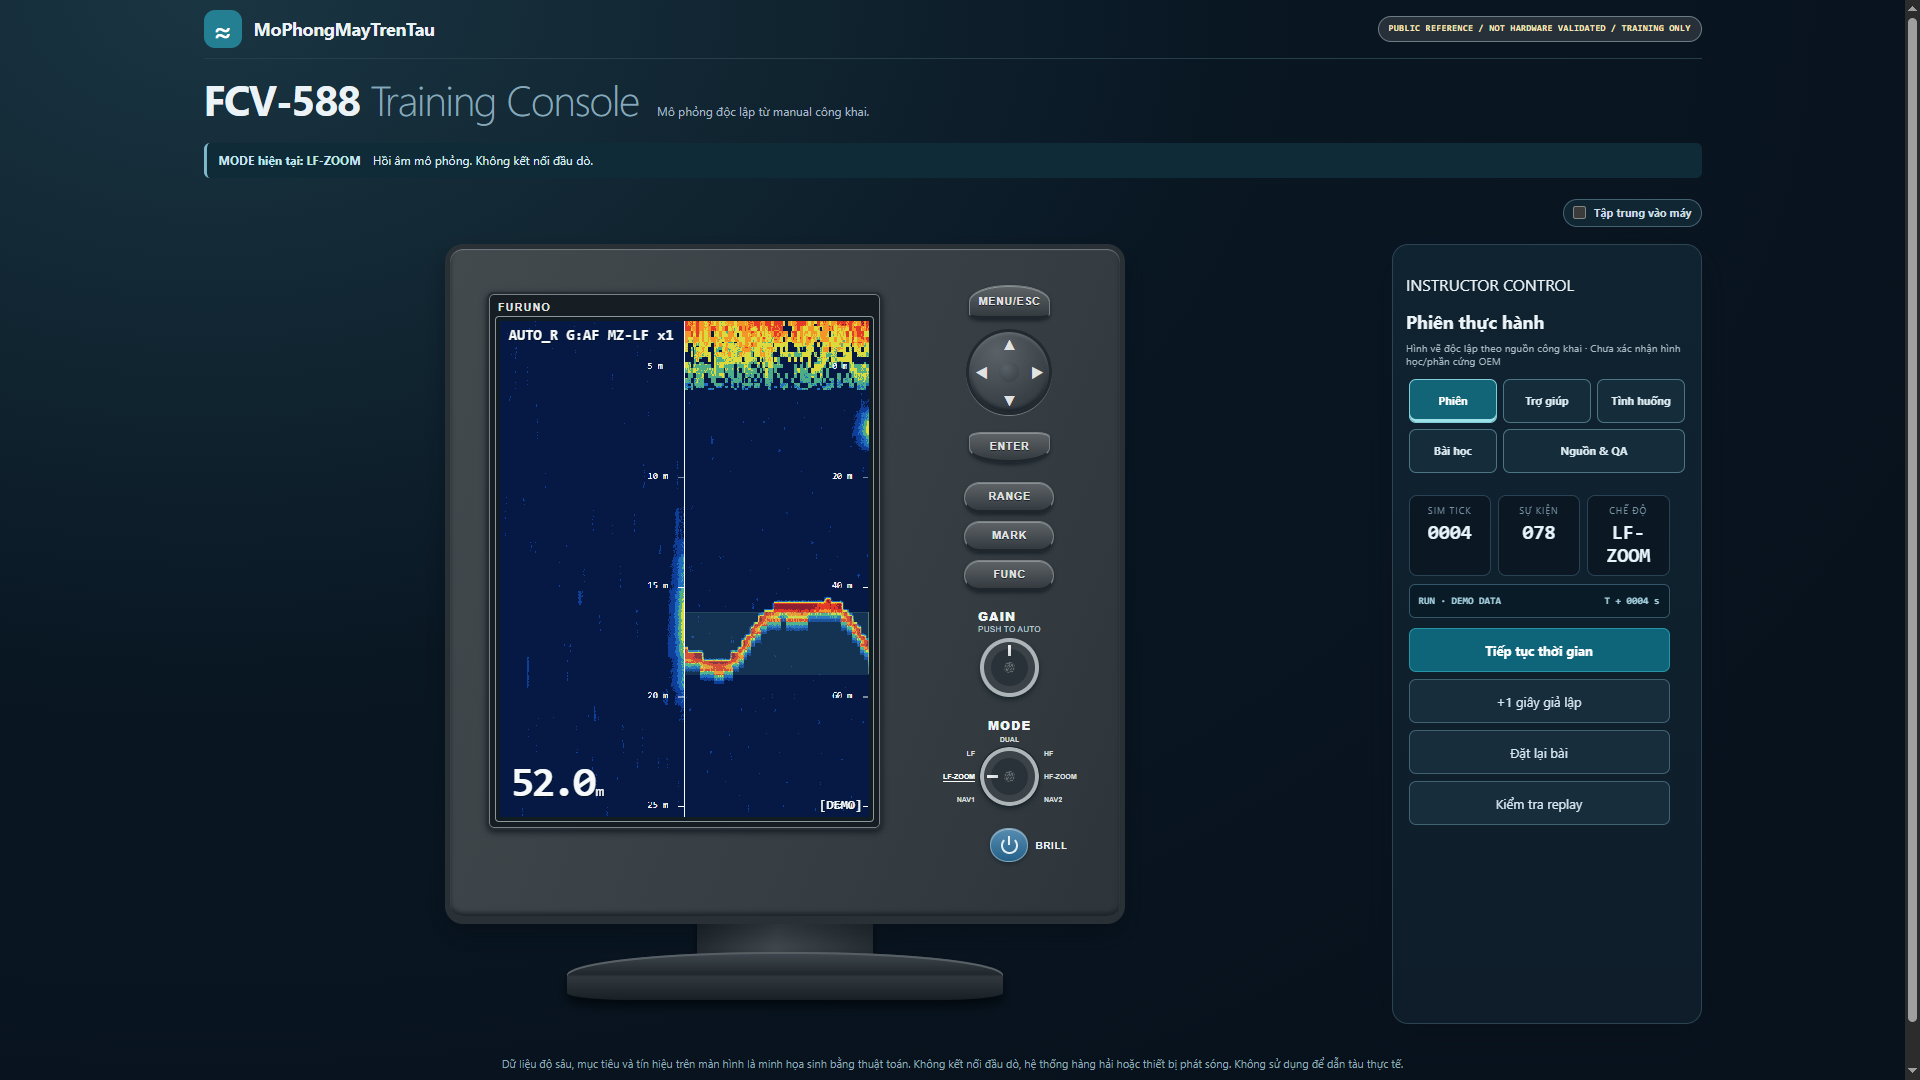 MoPhongMayTrenTau
PUBLIC REFERENCE / NOT HARDWARE VALIDATED / TRAINING ONLY
FCV-588 Training Console Mô phỏng độc lập từ manual công khai.
MODE hiện tại: LF-ZOOM Hồi âm mô phỏng. Không kết nối đầu dò.
Tập trung vào máy
FURUNO
AUTO_R G:AF MZ-LF x1
5 m
0 m
10 m
20 m
15 m
40 m
20 m
60 m
25 m
52.0m
[DEMO]
MENU/ESC
ENTER
RANGE
MARK
FUNC
GAIN
PUSH TO AUTO
MODE
DUAL
LF
HF
LF-ZOOM
HF-ZOOM
NAV1
NAV2
BRILL
INSTRUCTOR CONTROL
Phiên thực hành
Hình vẽ độc lập theo nguồn công khai · Chưa xác nhận hình
học/phần cứng OEM
Phiên
Trợ giúp
Tình huống
Bài học
Nguồn & QA
SIM TICK
0004
SỰ KIỆN
078
CHẾ ĐỘ
LF-
ZOOM
RUN · DEMO DATA
T + 0004 s
Tiếp tục thời gian
+1 giây giả lập
Đặt lại bài
Kiểm tra replay
Dữ liệu độ sâu, mục tiêu và tín hiệu trên màn hình là minh họa sinh bằng thuật toán. Không kết nối đầu dò, hệ thống hàng hải hoặc thiết bị phát sóng. Không sử dụng để dẫn tàu thực tế.